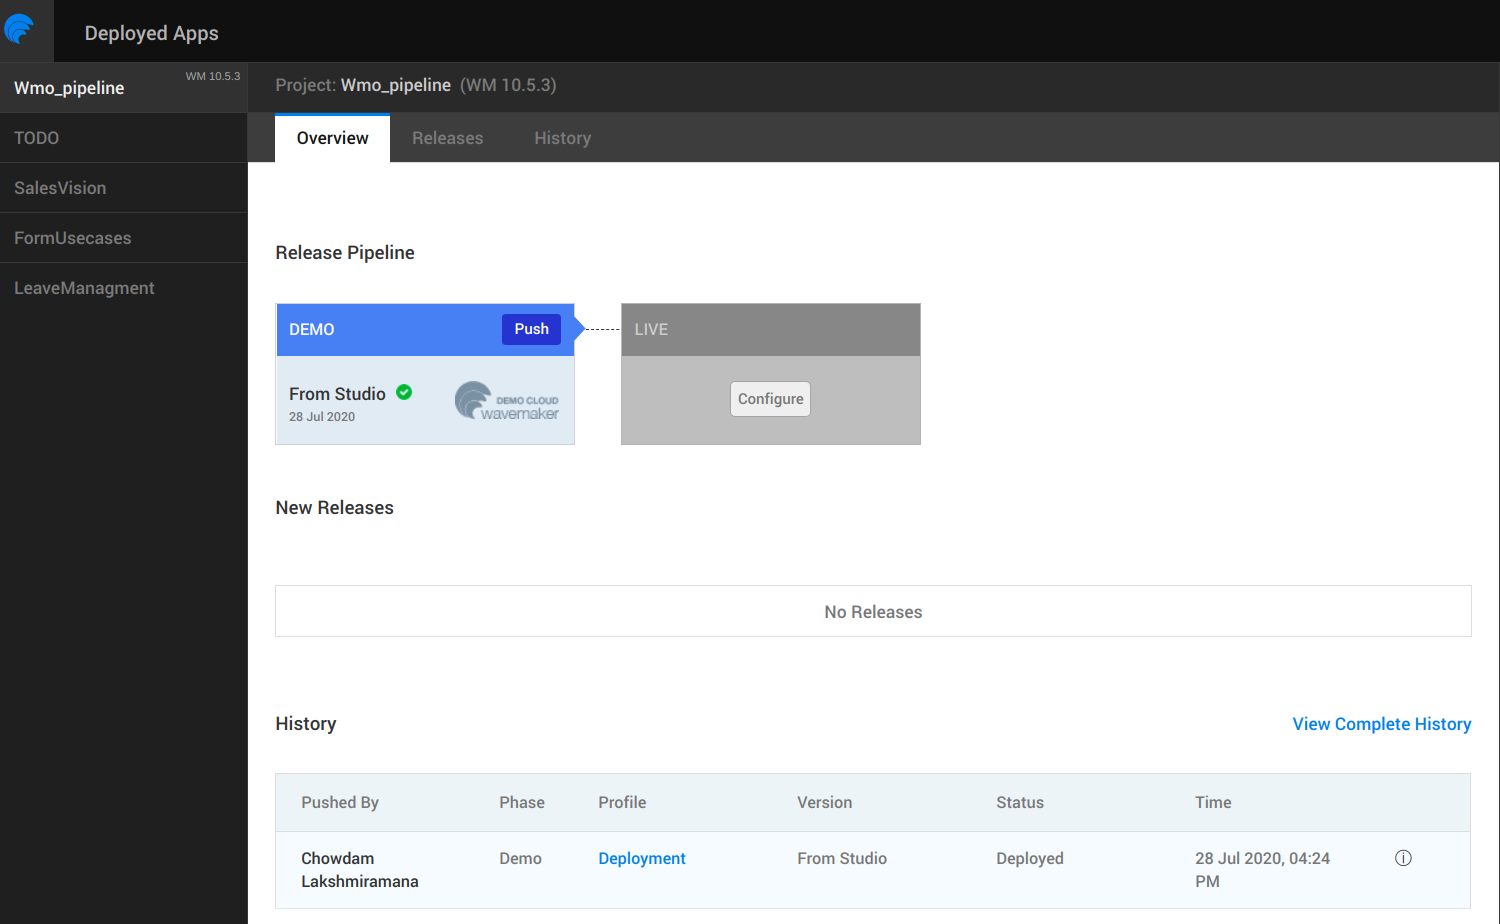 Deployed Apps
Wmo_pipeline
WM 10.5.3
TODO
SalesVision
FormUsecases
LeaveManagment
Project: Wmo_pipeline (WM 10.5.3)
Overview
Releases
History
Release Pipeline
DEMO
Push
From Studio
28 Jul 2020
DEMO CLOUD
wavemaker
LIVE
Configure
New Releases
No Releases
History
View Complete History
Pushed By
Phase
Profile
Version
Status
Time
Chowdam
Lakshmiramana
Demo
Deployment
From Studio
Deployed
28 Jul 2020, 04:24
PM